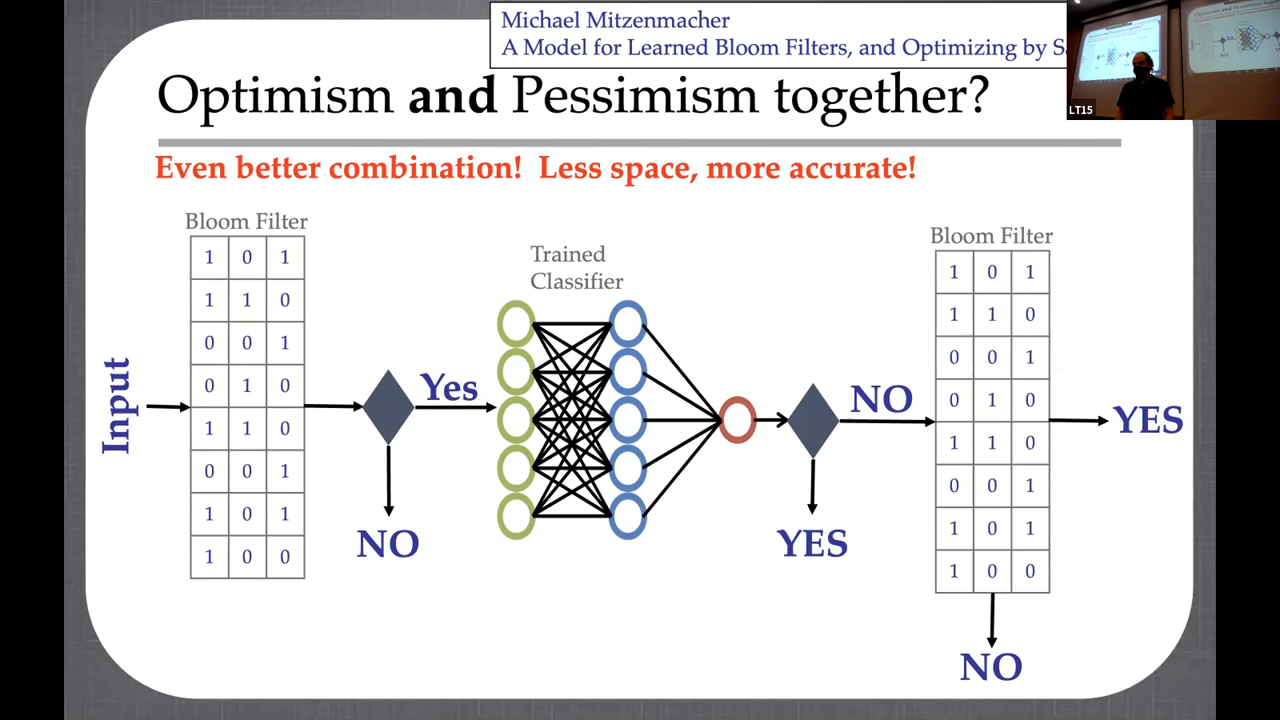 Michael Mitzenmacher
A Model for Learned Bloom Filters, and Optimizing by
LT15
Optimism and Pessimism together?
Even better combination! Less space, more accurate!
Bloom Filter
1 0 1
1 1 0
0 0 1
0 1 0
1 1 0
0 0 1
1 0 1
1 0 0
Input
Yes
NO
Trained
Classifier
NO
YES
Bloom Filter
1 0 1
1 1 0
0 0 1
0 1 0
1 1 0
0 0 1
1 0 1
1 0 0
YES
NO